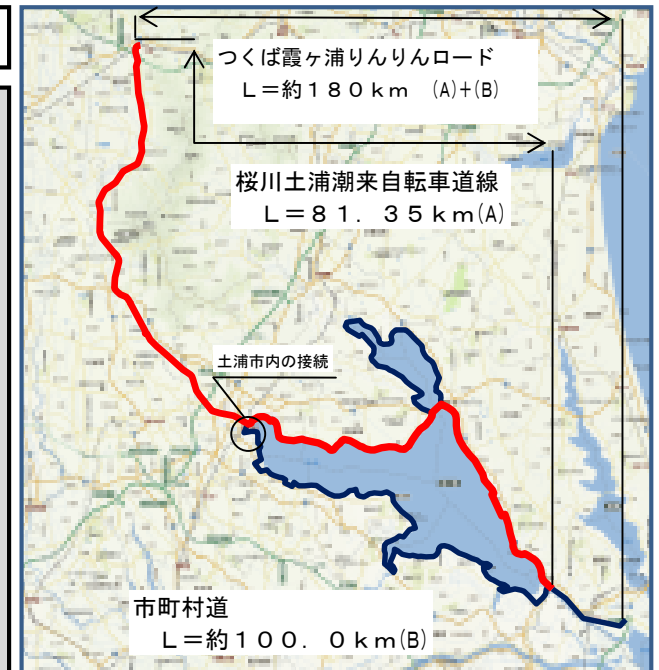 つくば霞ヶ浦りんりんロード
L=約180km (A)+(B)
桜川土浦潮来自転車道線
L=81.35km(A)
土浦市内の接続
市町村道
L=約100.0km(B)